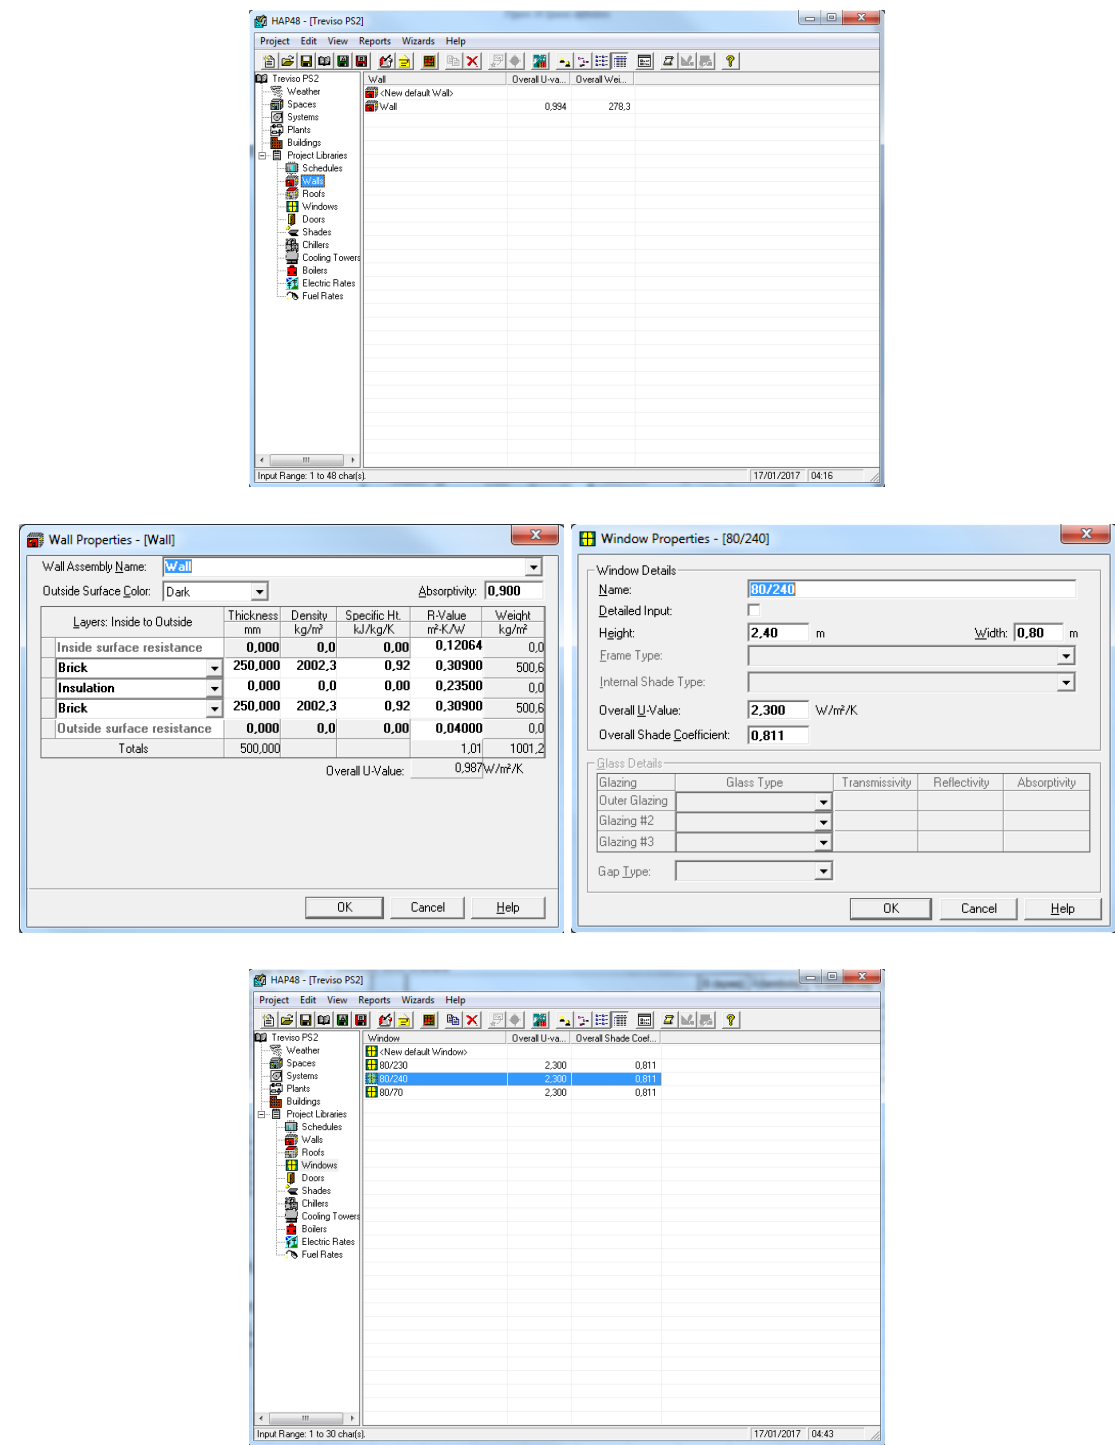 HAP48 - [Treviso PS2]
Project Edit View Reports Wizards Help
Treviso PS2
Weather
Spaces
Systems
Plants
Buildings
Project Libraries
Schedules
Walls
Roofs
Windows
Doors
Shades
Chillers
Cooling Towers
Boilers
Electric Rates
Fuel Rates
Wall Overall U-va... Overall Wei...
<New default Wall>
Wall 0,994 278,3
Input Range: 1 to 48 char(s). 17/01/2017 04:16
Wall Properties - [Wall]
Wall Assembly Name: Wall
Outside Surface Color: Dark Absorptivity: 0,900
Layers: Inside to Outside Thickness mm Density kg/m³ Specific Ht. kJ/kg/K R-Value m²-K/W Weight kg/m²
Inside surface resistance 0,000 0,0 0,00 0,12064 0,0
Brick 250,000 2002,3 0,92 0,30900 500,6
Insulation 0,000 0,0 0,00 0,23500 0,0
Brick 250,000 2002,3 0,92 0,30900 500,6
Outside surface resistance 0,000 0,0 0,00 0,04000 0,0
Totals 500,000 1,01 1001,2
Overall U-Value: 0,987 W/m²/K
OK Cancel Help
Window Properties - [80/240]
Window Details
Name: 80/240
Detailed Input:
Height: 2,40 m Width: 0,80 m
Frame Type:
Internal Shade Type:
Overall U-Value: 2,300 W/m²/K
Overall Shade Coefficient: 0,811
Glass Details
Glazing Glass Type Transmissivity Reflectivity Absorptivity
Outer Glazing
Glazing #2
Glazing #3
Gap Type:
OK Cancel Help
HAP48 - [Treviso PS2]
Project Edit View Reports Wizards Help
Treviso PS2
Weather
Spaces
Systems
Plants
Buildings
Project Libraries
Schedules
Walls
Roofs
Windows
Doors
Shades
Chillers
Cooling Towers
Boilers
Electric Rates
Fuel Rates
Window Overall U-va... Overall Shade Coef...
<New default Window>
80/230 2,300 0,811
80/240 2,300 0,811
80/70 2,300 0,811
Input Range: 1 to 30 char(s). 17/01/2017 04:43